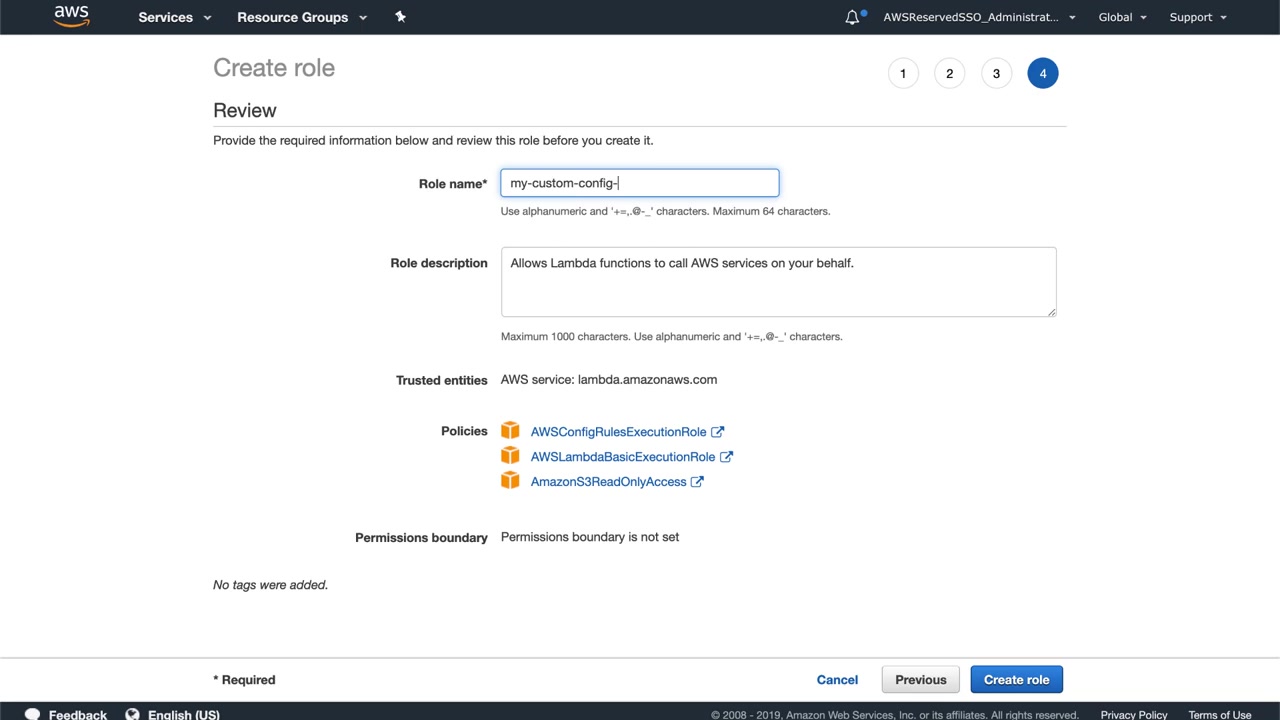 aws Services Resource Groups AWSReservedSSO_Administrat... Global Support
Create role
1 2 3 4
Review
Provide the required information below and review this role before you create it.
Role name* my-custom-config-
Use alphanumeric and '+=,.@-_' characters. Maximum 64 characters.
Role description Allows Lambda functions to call AWS services on your behalf.
Maximum 1000 characters. Use alphanumeric and '+=,.@-_' characters.
Trusted entities AWS service: lambda.amazonaws.com
Policies AWSConfigRulesExecutionRole
AWSLambdaBasicExecutionRole
AmazonS3ReadOnlyAccess
Permissions boundary Permissions boundary is not set
No tags were added.
* Required Cancel Previous Create role
Feedback English (US) © 2008 - 2019, Amazon Web Services, Inc. or its affiliates. All rights reserved. Privacy Policy Terms of Use